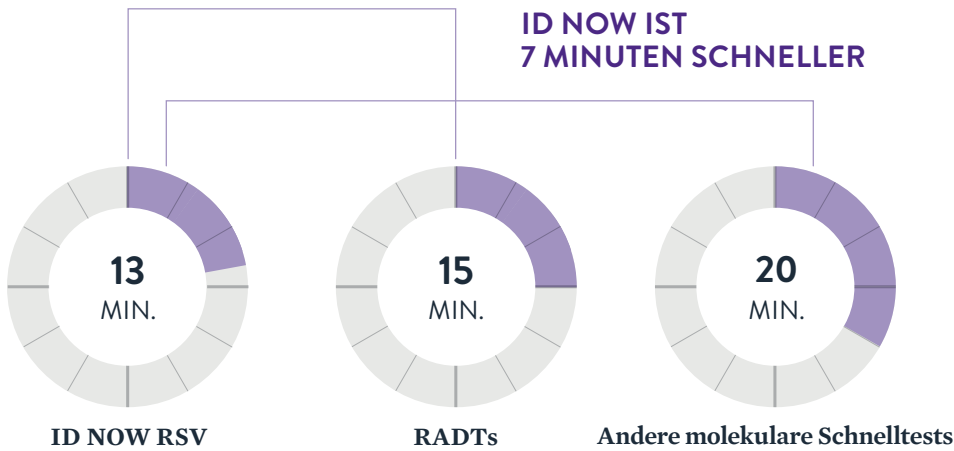 ID NOW IST
7 MINUTEN SCHNELLER
13
MIN.
15
MIN.
20
MIN.
ID NOW RSV
RADTs
Andere molekulare Schnelltests